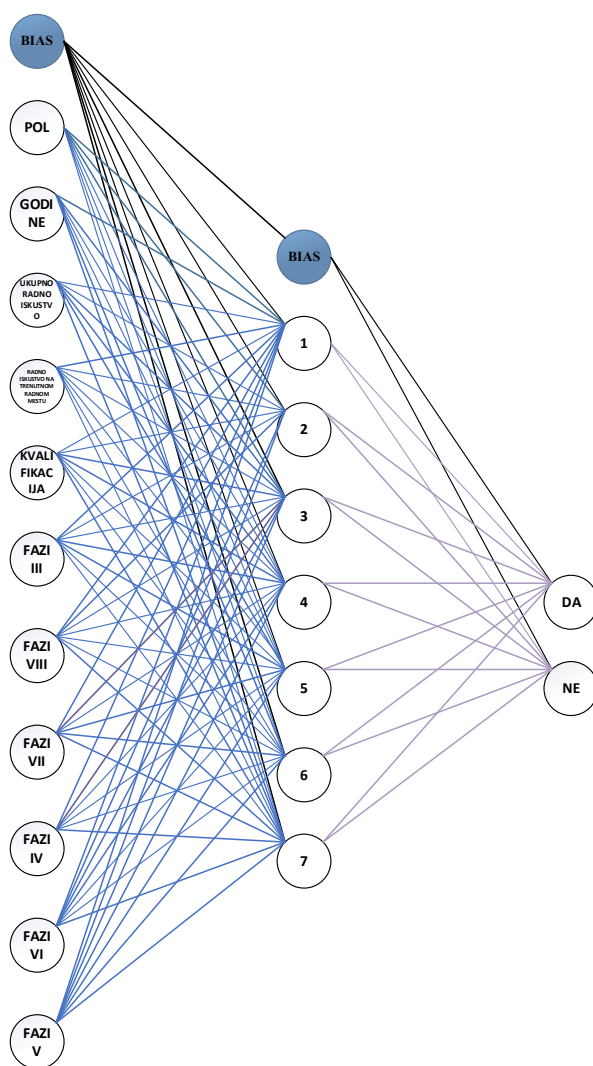 BIAS
POL
GODI
NE
UKUPNO
RADNO
ISKUSTV
O
RADNO
ISKUSTVO NA
TRENUTNOM
RADNOM
MESTU
KVALI
FIKAC
IJA
FAZI
III
FAZI
VIII
FAZI
VII
FAZI
IV
FAZI
VI
FAZI
V
BIAS
1
2
3
4
5
6
7
DA
NE